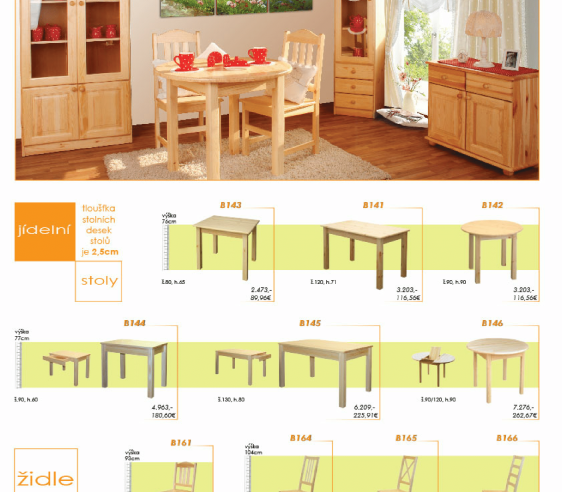 jídelní
tloušťka
stolních
desek
stolů
je 2,5cm
stoly
B143
výška
76cm
š.80, h.65
2.473,-
89,96€
B141
š.120, h.71
3.203,-
116,56€
B142
š.90, h.90
3.203,-
116,56€
B144
výška
77cm
š.90, h.60
4.963,-
180,60€
B145
š.130, h.80
6.209,-
225,91€
B146
š.90/120, h.90
7.276,-
262,67€
židle
B161
výška
95cm
B164
výška
104cm
B165
B166